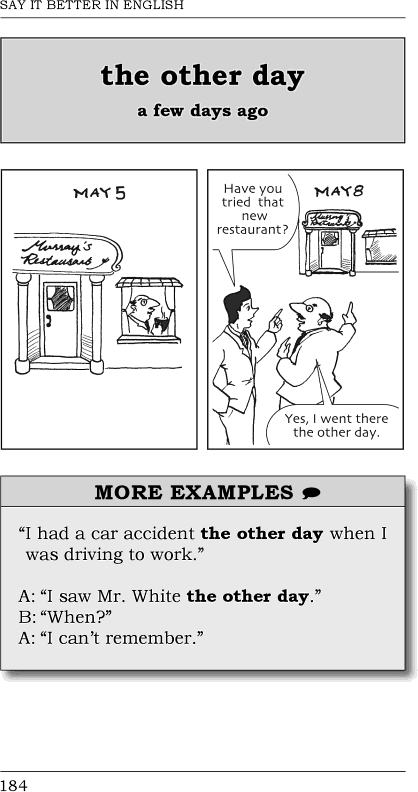 SAY IT BETTER IN ENGLISH
the other day
a few days ago
MAY 5
Murray's
Restaurant
Have you
tried that
new
restaurant?
MAY 8
Murray's
Restaurant
Yes, I went there
the other day.
MORE EXAMPLES
“I had a car accident the other day when I
was driving to work.”
A: “I saw Mr. White the other day.”
B: “When?”
A: “I can’t remember.”
184